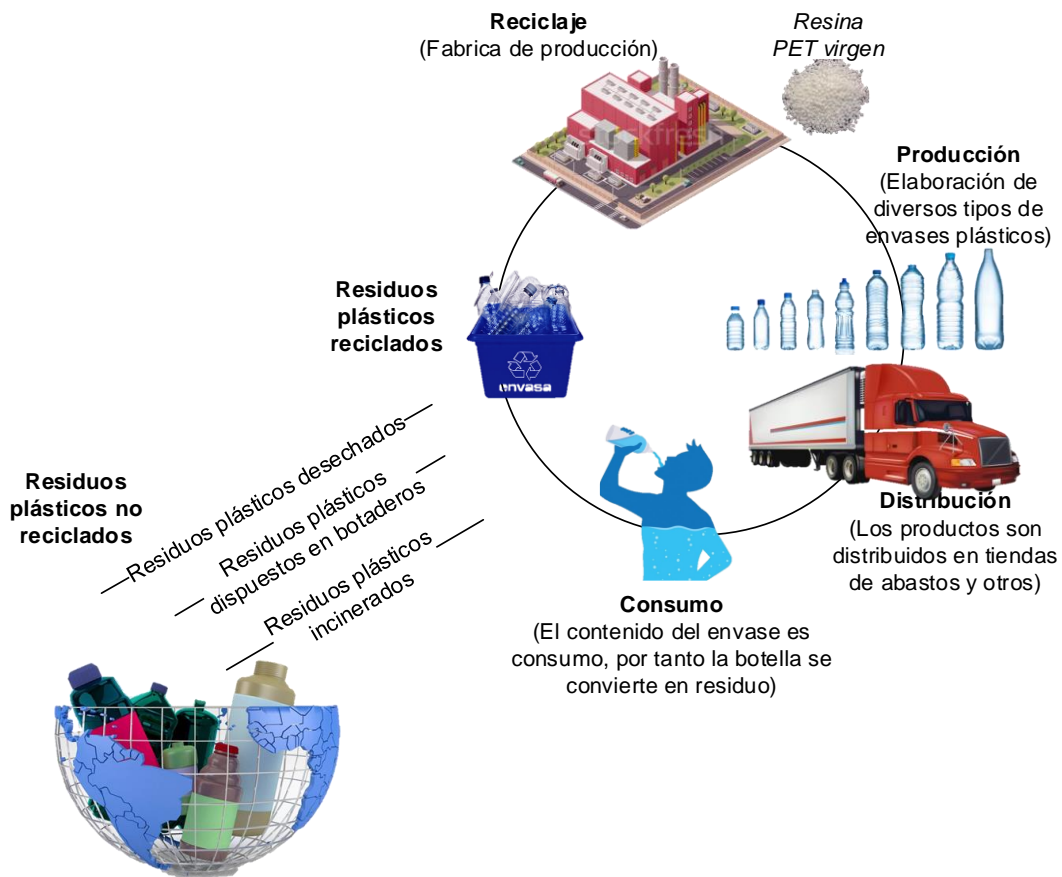 Reciclaje
(Fabrica de producción)
Resina
PET virgen
Producción
(Elaboración de
diversos tipos de
envases plásticos)
Residuos
plásticos
reciclados
envasa
Residuos plásticos desechados
Residuos plásticos
dispuestos en botaderos
Residuos plásticos
incinerados
Residuos
plásticos no
reciclados
Distribución
(Los productos son
distribuidos en tiendas
de abastos y otros)
Consumo
(El contenido del envase es
consumo, por tanto la botella se
convierte en residuo)